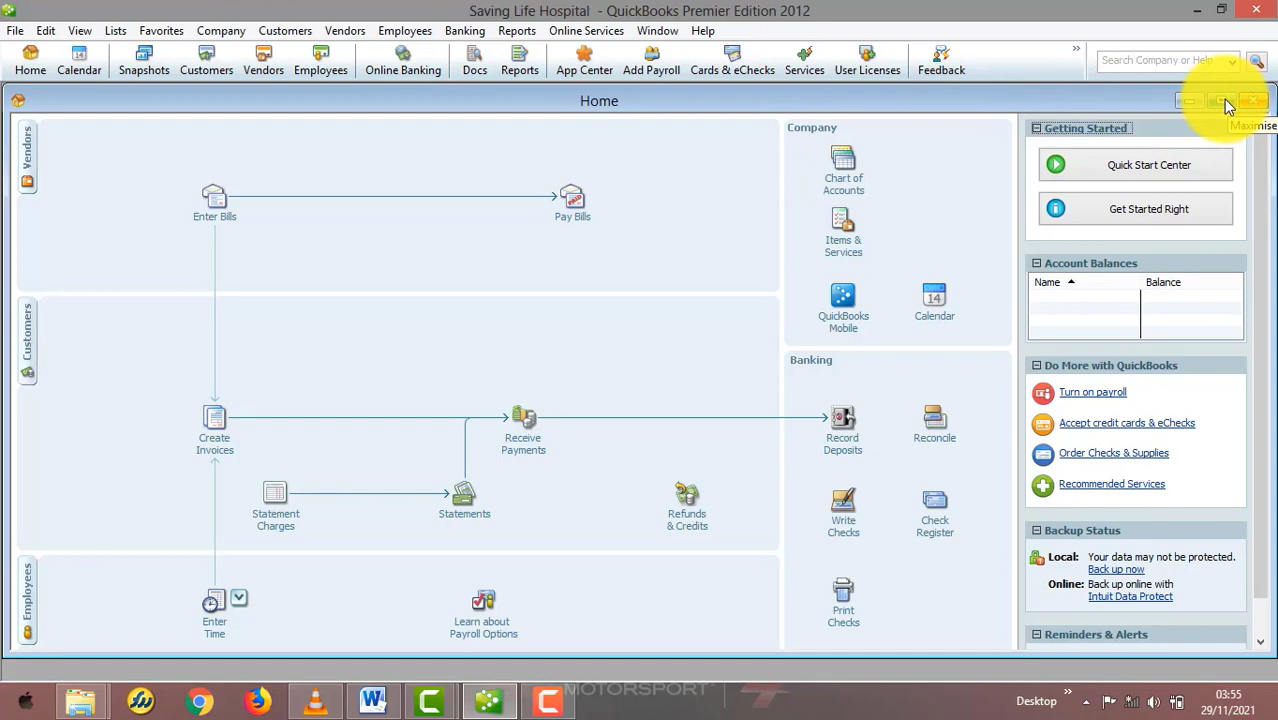 Saving Life Hospital - QuickBooks Premier Edition 2012
File Edit View Lists Favorites Company Customers Vendors Employees Banking Reports Online Services Window Help
Home Calendar Snapshots Customers Vendors Employees Online Banking Docs Reports App Center Add Payroll Cards & eChecks Services User Licenses Feedback
Search Company or Help
Home
Maximise
Vendors
Enter Bills
Pay Bills
Customers
Create
Invoices
Receive
Payments
Statement
Charges
Statements
Refunds
& Credits
Employees
Enter
Time
Learn about
Payroll Options
Company
Chart of
Accounts
Items &
Services
QuickBooks
Mobile
14
Calendar
Banking
Record
Deposits
Reconcile
Write
Checks
Check
Register
Print
Checks
Getting Started
Quick Start Center
Get Started Right
Account Balances
Name Balance
Do More with QuickBooks
Turn on payroll
Accept credit cards & eChecks
Order Checks & Supplies
Recommended Services
Backup Status
Local: Your data may not be protected.
Back up now
Online: Back up online with
Intuit Data Protect
Reminders & Alerts
MOTORSPORT
Desktop
03:55
29/11/2021